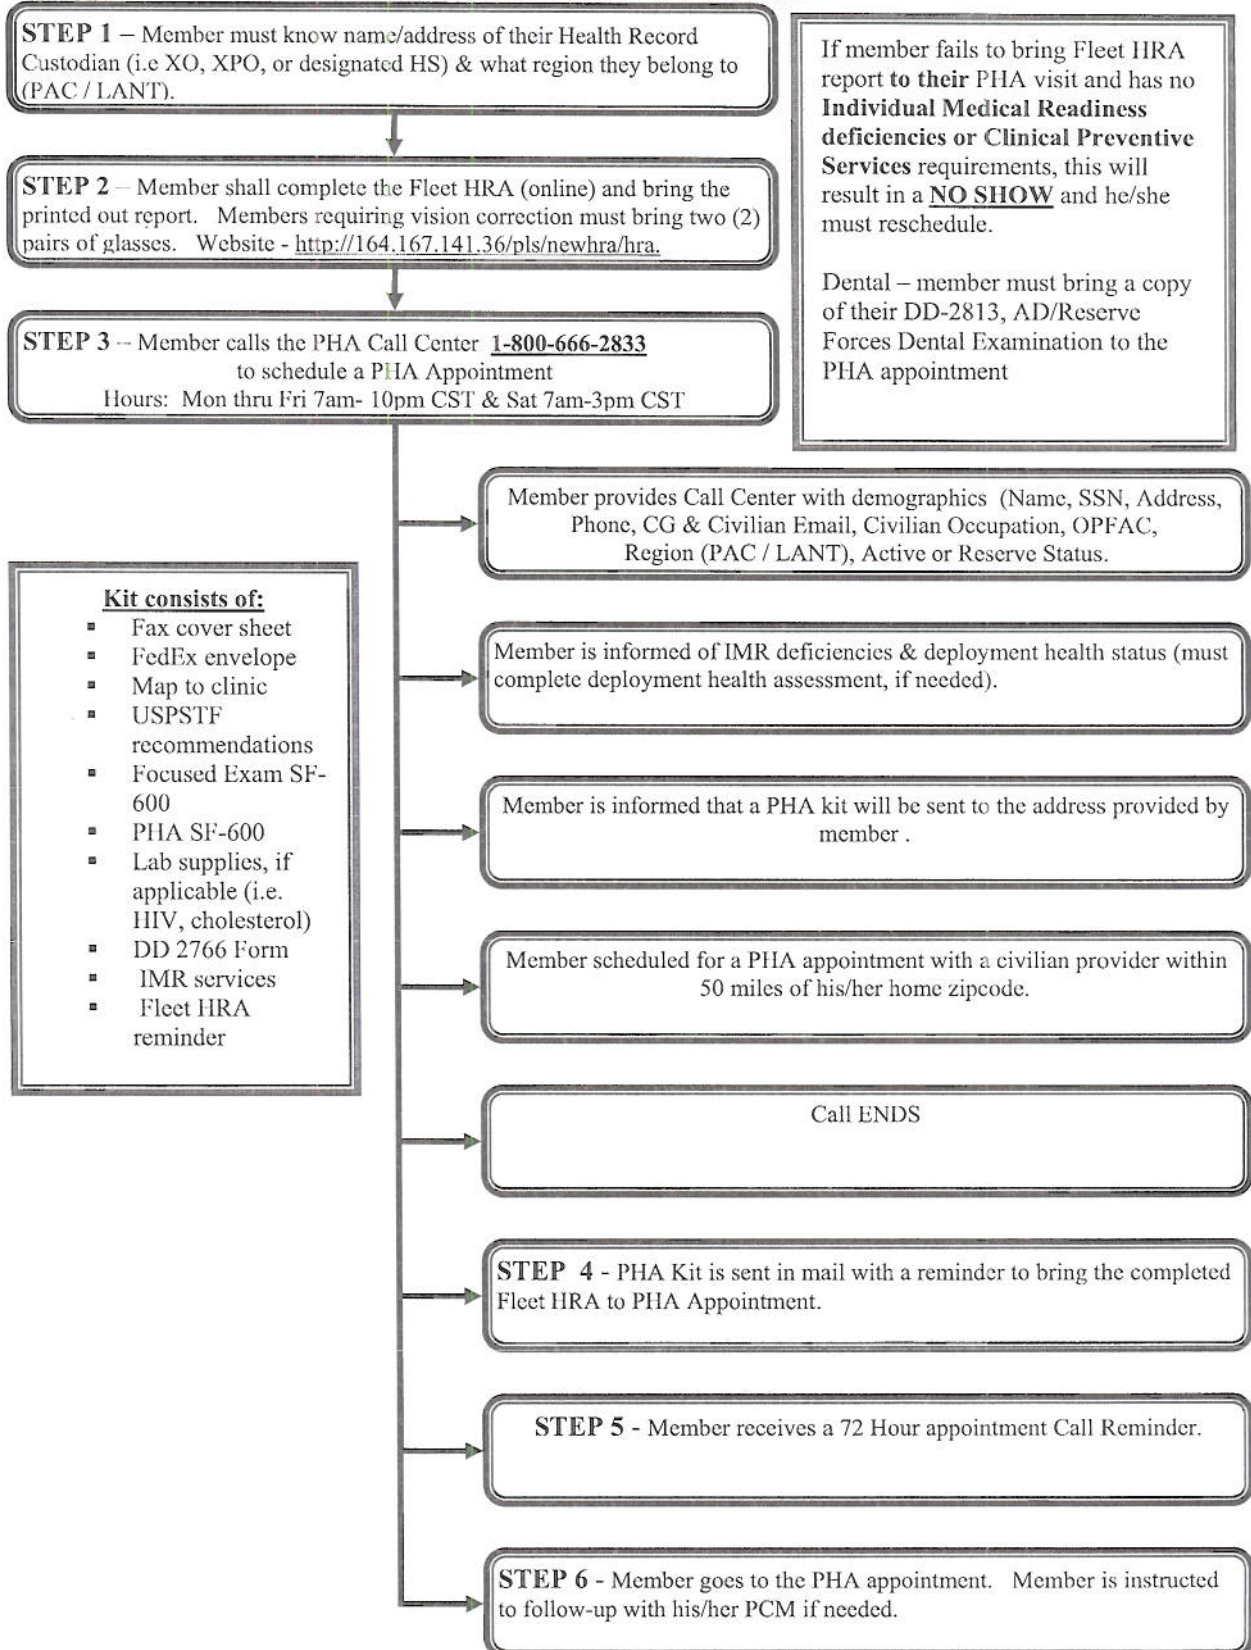 STEP 1 – Member must know name/address of their Health Record
Custodian (i.e XO, XPO, or designated HS) & what region they belong to
(PAC / LANT).
If member fails to bring Fleet HRA
report to their PHA visit and has no
Individual Medical Readiness
deficiencies or Clinical Preventive
Services requirements, this will
result in a NO SHOW and he/she
must reschedule.
Dental – member must bring a copy
of their DD-2813, AD/Reserve
Forces Dental Examination to the
PHA appointment
STEP 2 – Member shall complete the Fleet HRA (online) and bring the
printed out report. Members requiring vision correction must bring two (2)
pairs of glasses. Website - http://164.167.141.36/pls/newhra/hra.
STEP 3 – Member calls the PHA Call Center 1-800-666-2833
to schedule a PHA Appointment
Hours: Mon thru Fri 7am- 10pm CST & Sat 7am-3pm CST
Member provides Call Center with demographics (Name, SSN, Address,
Phone, CG & Civilian Email, Civilian Occupation, OPFAC,
Region (PAC / LANT), Active or Reserve Status.
Kit consists of:
▪ Fax cover sheet
▪ FedEx envelope
▪ Map to clinic
▪ USPSTF
recommendations
▪ Focused Exam SF-
600
▪ PHA SF-600
▪ Lab supplies, if
applicable (i.e.
HIV, cholesterol)
▪ DD 2766 Form
▪ IMR services
▪ Fleet HRA
reminder
Member is informed of IMR deficiencies & deployment health status (must
complete deployment health assessment, if needed).
Member is informed that a PHA kit will be sent to the address provided by
member .
Member scheduled for a PHA appointment with a civilian provider within
50 miles of his/her home zipcode.
Call ENDS
STEP 4 - PHA Kit is sent in mail with a reminder to bring the completed
Fleet HRA to PHA Appointment.
STEP 5 - Member receives a 72 Hour appointment Call Reminder.
STEP 6 - Member goes to the PHA appointment. Member is instructed
to follow-up with his/her PCM if needed.